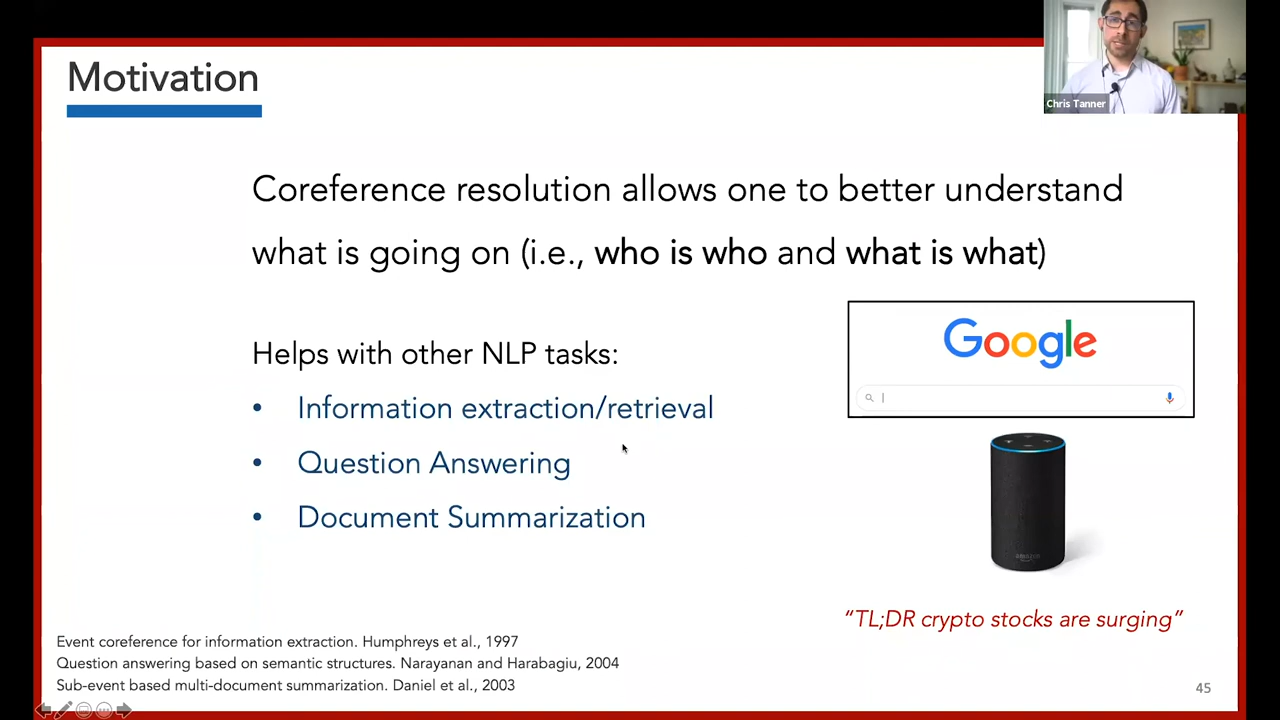 Motivation
Chris Tanner
Coreference resolution allows one to better understand
what is going on (i.e., who is who and what is what)
Helps with other NLP tasks:
• Information extraction/retrieval
• Question Answering
• Document Summarization
Google
amazon
“TL;DR crypto stocks are surging”
Event coreference for information extraction. Humphreys et al., 1997
Question answering based on semantic structures. Narayanan and Harabagiu, 2004
Sub-event based multi-document summarization. Daniel et al., 2003
45